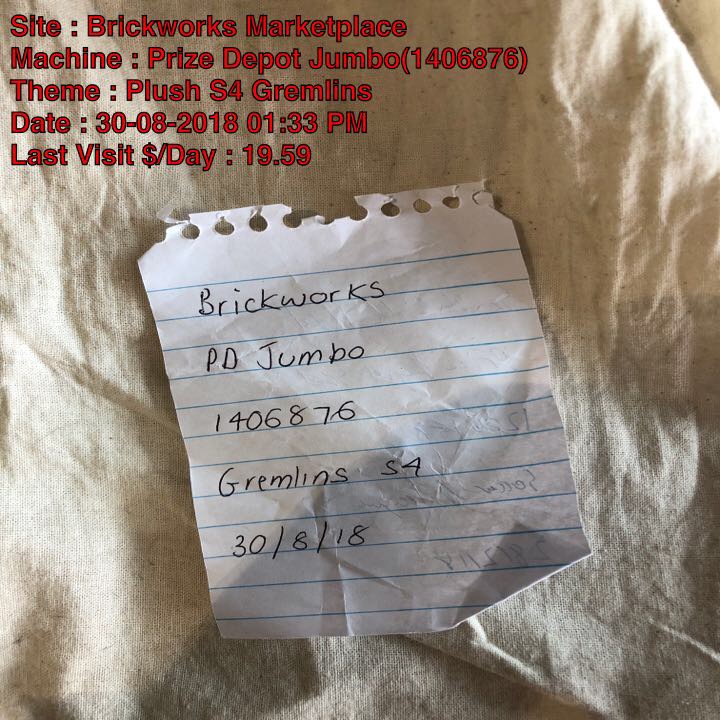 Site : Brickworks Marketplace
Machine : Prize Depot Jumbo(1406876)
Theme : Plush S4 Gremlins
Date : 30-08-2018 01:33 PM
Last Visit $/Day : 19.59
Brickworks
PD Jumbo
1406876
Gremlins S4
30/8/18